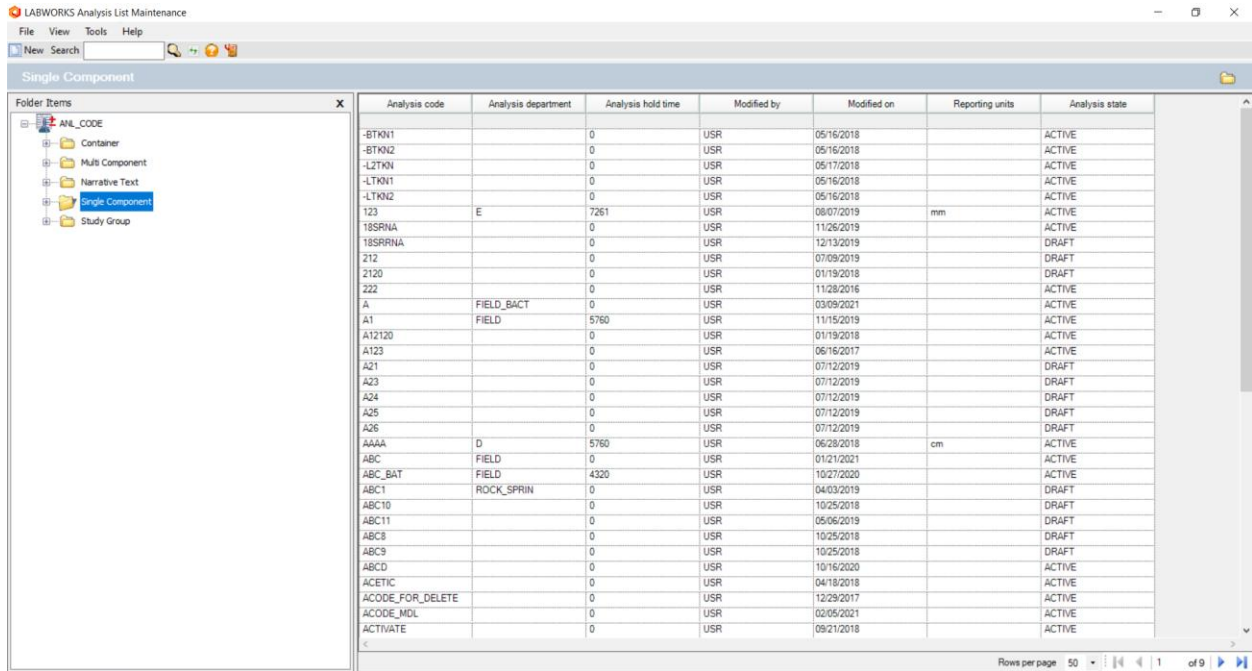 LABWORKS Analysis List Maintenance
File View Tools Help
New Search
Single Component
Folder Items X
ANL_CODE
Container
Multi Component
Narrative Text
Single Component
Study Group
Analysis code Analysis department Analysis hold time Modified by Modified on Reporting units Analysis state
-BTKN1 0 USR 05/16/2018 ACTIVE
-BTKN2 0 USR 05/16/2018 ACTIVE
-L2TKN 0 USR 05/17/2018 ACTIVE
-LTKN1 0 USR 05/16/2018 ACTIVE
-LTKN2 0 USR 05/16/2018 ACTIVE
123 E 7261 USR 08/07/2019 mm ACTIVE
18SRNA 0 USR 11/26/2019 ACTIVE
18SRRNA 0 USR 12/13/2019 DRAFT
212 0 USR 07/09/2019 DRAFT
2120 0 USR 01/19/2018 DRAFT
222 0 USR 11/28/2016 ACTIVE
A FIELD_BACT 0 USR 03/09/2021 ACTIVE
A1 FIELD 5760 USR 11/15/2019 ACTIVE
A12120 0 USR 01/19/2018 ACTIVE
A123 0 USR 06/16/2017 ACTIVE
A21 0 USR 07/12/2019 DRAFT
A23 0 USR 07/12/2019 DRAFT
A24 0 USR 07/12/2019 DRAFT
A25 0 USR 07/12/2019 DRAFT
A26 0 USR 07/12/2019 DRAFT
AAAA D 5760 USR 06/28/2018 cm ACTIVE
ABC FIELD 0 USR 01/21/2021 ACTIVE
ABC_BAT FIELD 4320 USR 10/27/2020 ACTIVE
ABC1 ROCK_SPRIN 0 USR 04/03/2019 DRAFT
ABC10 0 USR 10/25/2018 DRAFT
ABC11 0 USR 05/06/2019 DRAFT
ABC8 0 USR 10/25/2018 DRAFT
ABC9 0 USR 10/25/2018 DRAFT
ABCD 0 USR 10/16/2020 ACTIVE
ACETIC 0 USR 04/18/2018 ACTIVE
ACODE_FOR_DELETE 0 USR 12/29/2017 ACTIVE
ACODE_MDL 0 USR 02/05/2021 ACTIVE
ACTIVATE 0 USR 09/21/2018 ACTIVE
Rows per page 50 1 of 9